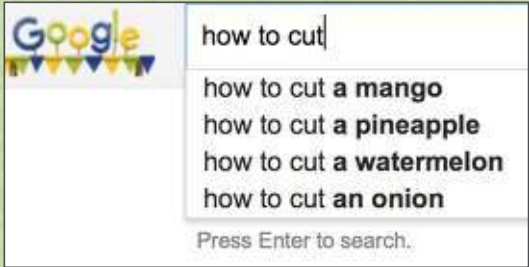 Google
how to cut
how to cut a mango
how to cut a pineapple
how to cut a watermelon
how to cut an onion
Press Enter to search.